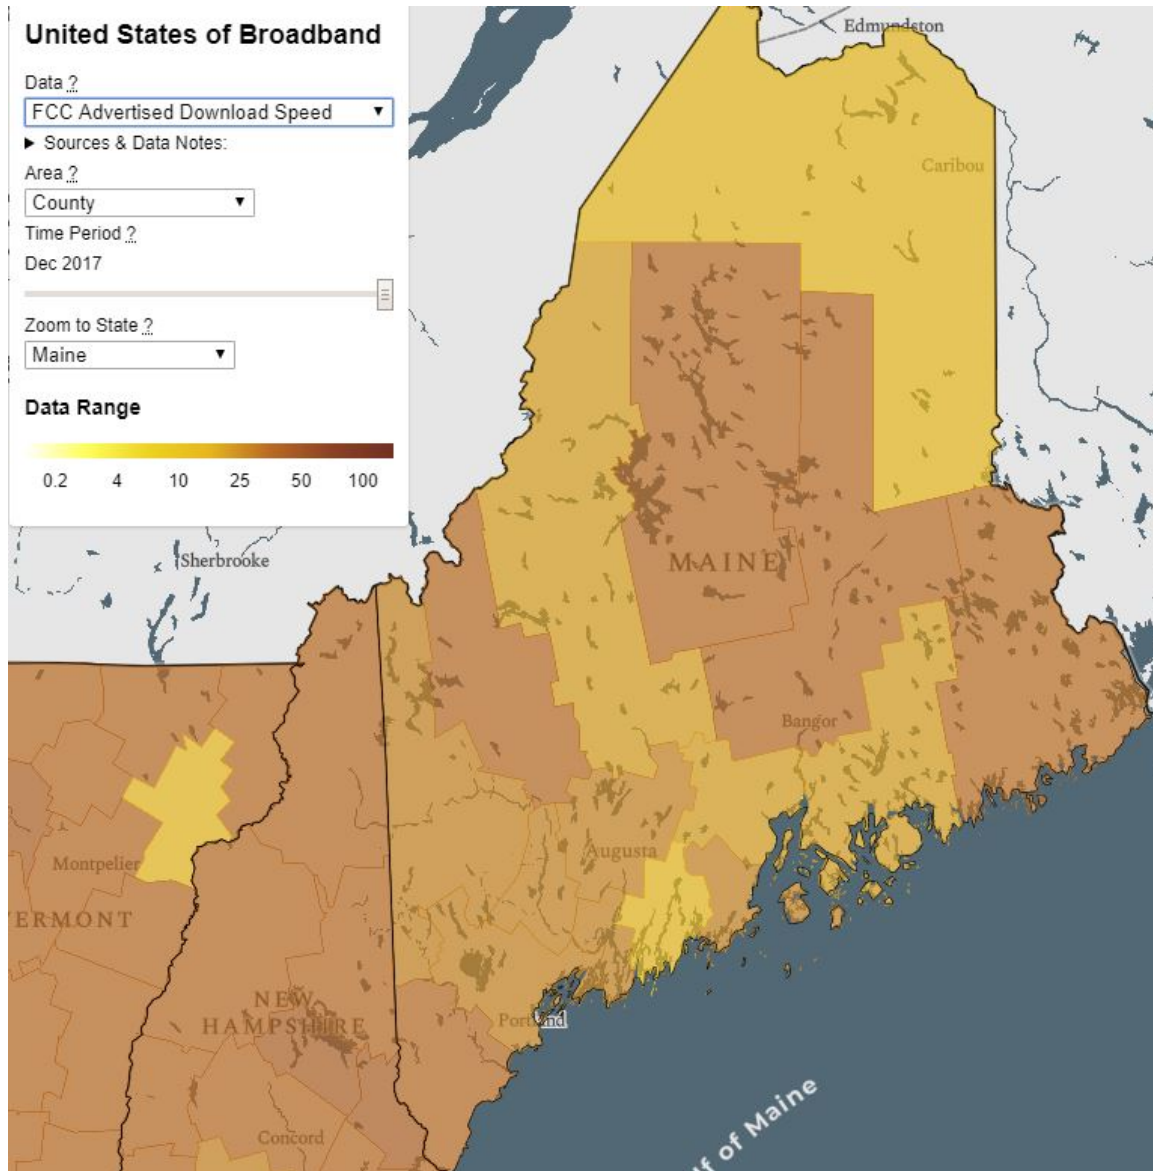 United States of Broadband
Data ?
FCC Advertised Download Speed
Sources & Data Notes:
Area ?
County
Time Period ?
Dec 2017
Zoom to State ?
Maine
Data Range
0.2 4 10 25 50 100
Edmundston
Caribou
Sherbrooke
MAINE
Bangor
Montpelier
Augusta
ERMONT
NEW
HAMPSHIRE
Portland
Concord
lf of Maine